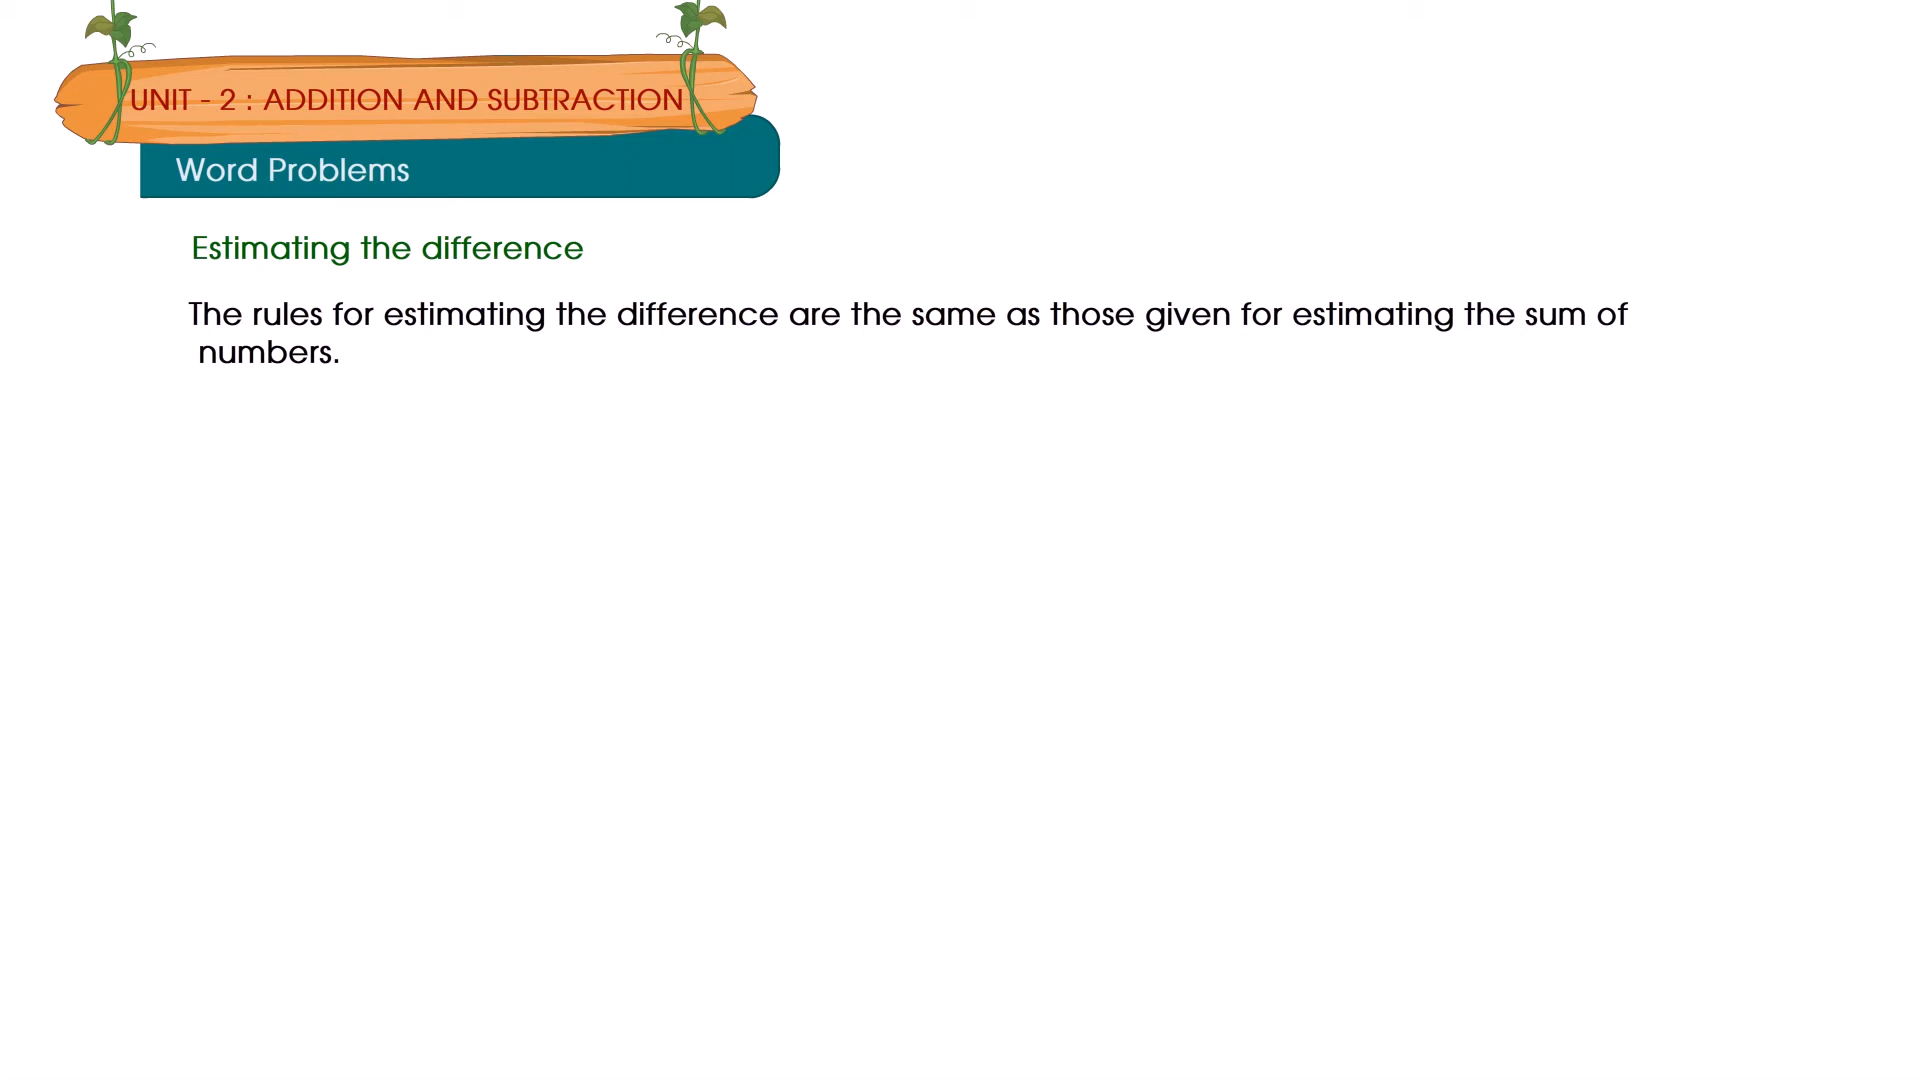 UNIT - 2 : ADDITION AND SUBTRACTION
Word Problems
Estimating the difference
The rules for estimating the difference are the same as those given for estimating the sum of
numbers.